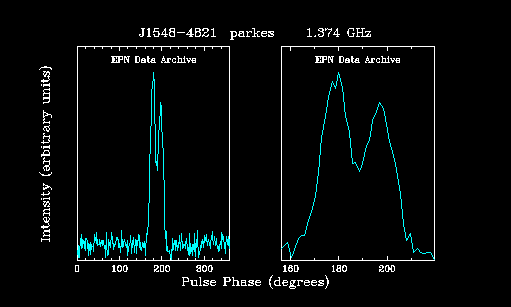 J1548-4821 parkes 1.374 GHz
EPN Data Archive EPN Data Archive
Intensity (arbitrary units)
0 100 200 300 160 180 200
Pulse Phase (degrees)